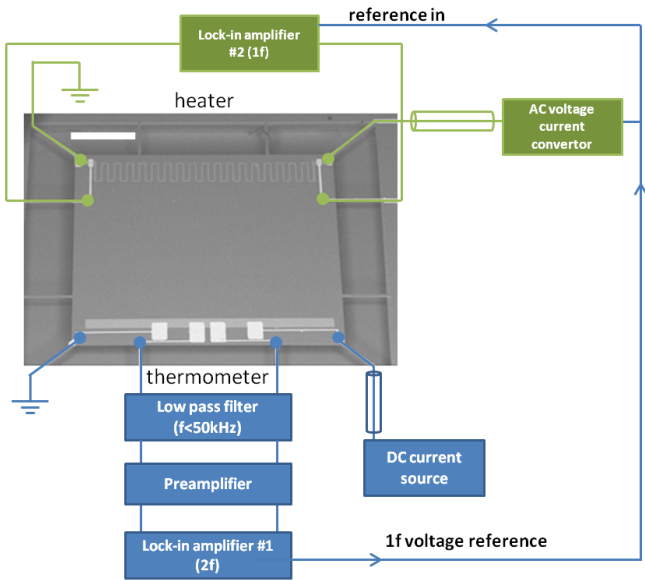 reference in
Lock-in amplifier
#2 (1f)
heater
AC voltage
current
convertor
thermometer
Low pass filter
(f<50kHz)
DC current
source
Preamplifier
Lock-in amplifier #1
(2f)
1f voltage reference